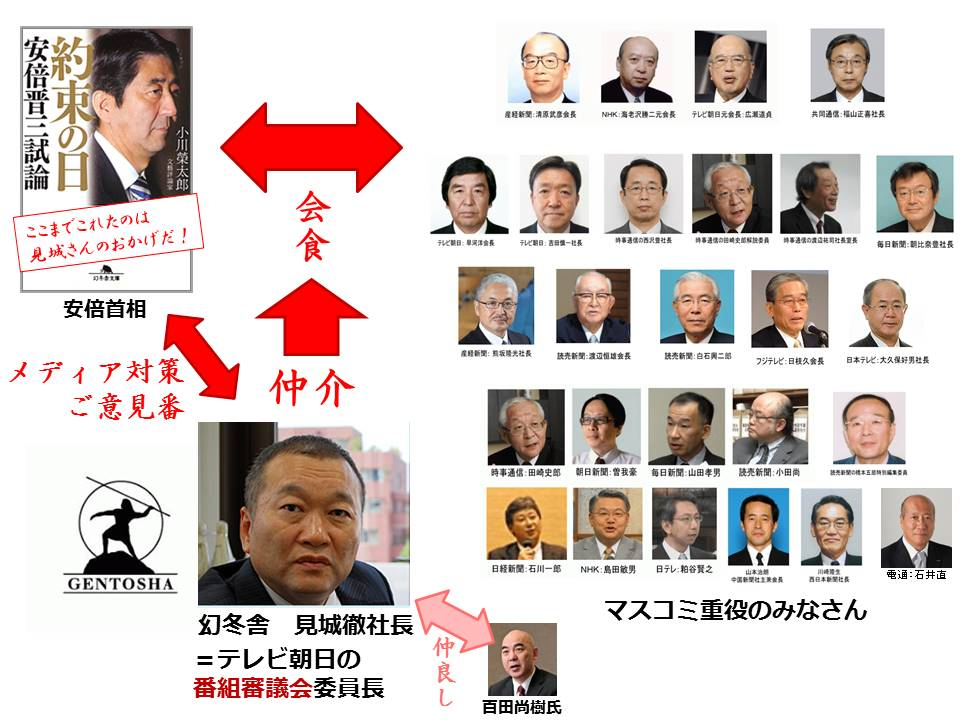 約束の日
安倍晋三試論
小川榮太郎
文藝評論家
ここまでこれたのは
見城さんのおかげだ！
幻冬舎文庫
安倍首相
会食
仲介
メディア対策
ご意見番
GENTOSHA
幻冬舎　見城徹社長
＝テレビ朝日の
番組審議会委員長
仲良し
百田尚樹氏
産経新聞：清原武彦会長
NHK：海老沢勝二元会長
テレビ朝日元会長：広瀬道貞
共同通信：福山正喜社長
テレビ朝日：早河洋会長
テレビ朝日：吉田慎一社長
時事通信の西沢豊社長
時事通信の田崎史郎解説委員
時事通信の渡辺祐司社長室長
毎日新聞：朝比奈豊社長
産経新聞：熊坂隆光社長
読売新聞：渡辺恒雄会長
読売新聞：白石興二郎
フジテレビ：日枝久会長
日本テレビ：大久保好男社長
時事通信：田崎史郎
朝日新聞：曽我豪
毎日新聞：山田孝男
読売新聞：小田尚
読売新聞の橋本五郎特別編集委員
日経新聞：石川一郎
NHK：島田敏男
日テレ：粕谷賢之
山本治朗
中国新聞社主兼会長
川崎隆生
西日本新聞社長
電通：石井直
マスコミ重役のみなさん